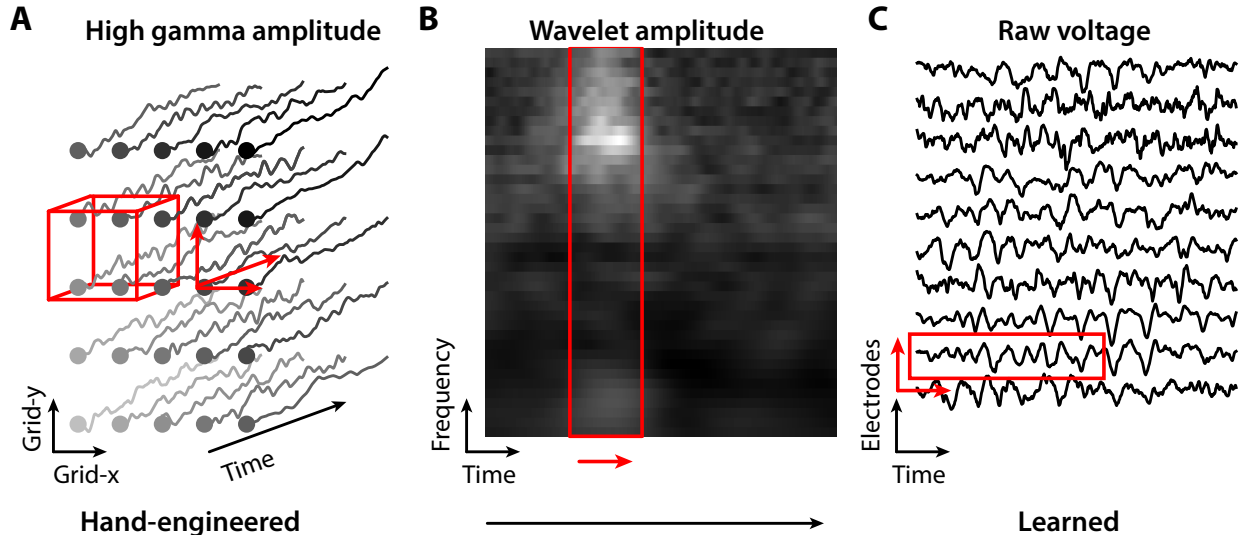 A
High gamma amplitude
Grid-y
Grid-x
Time
B
Wavelet amplitude
Frequency
Time
C
Raw voltage
Electrodes
Time
Hand-engineered
Learned